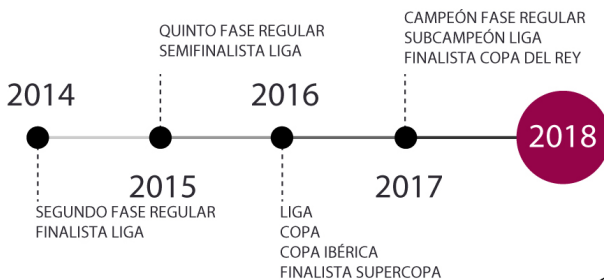 2014
SEGUNDO FASE REGULAR
FINALISTA LIGA
QUINTO FASE REGULAR
SEMIFINALISTA LIGA
2015
2016
LIGA
COPA
COPA IBÉRICA
FINALISTA SUPERCOPA
CAMPEÓN FASE REGULAR
SUBCAMPEÓN LIGA
FINALISTA COPA DEL REY
2017
2018